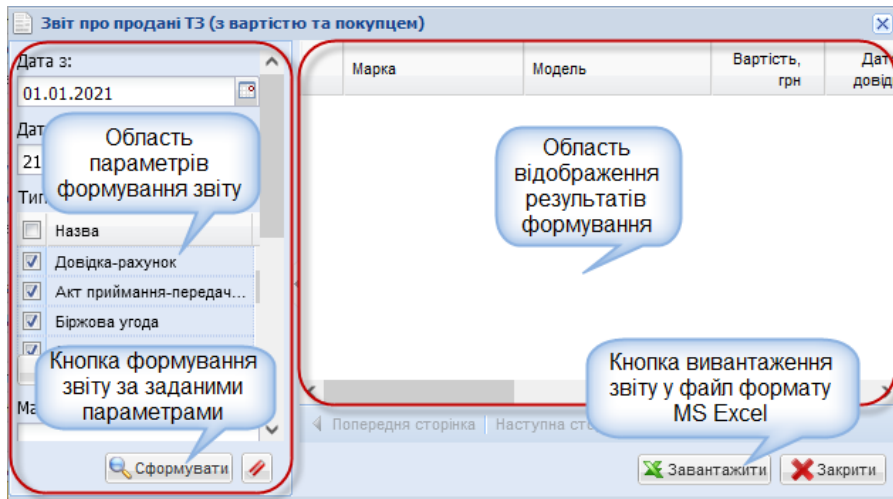 Звіт про продані ТЗ (з вартістю та покупцем)
Дата з:
01.01.2021
Дат
21
Тип
Область
параметрів
формування звіту
Назва
Довідка-рахунок
Акт приймання-передач...
Біржова угода
Кнопка формування
звіту за заданими
параметрами
Ма
Сформувати
Марка
Модель
Вартість,
грн
Дат
довід
Область
відображення
результатів
формування
Кнопка вивантаження
звіту у файл формату
MS Excel
Попередня сторінка
Наступна ст
Завантажити
Закрити